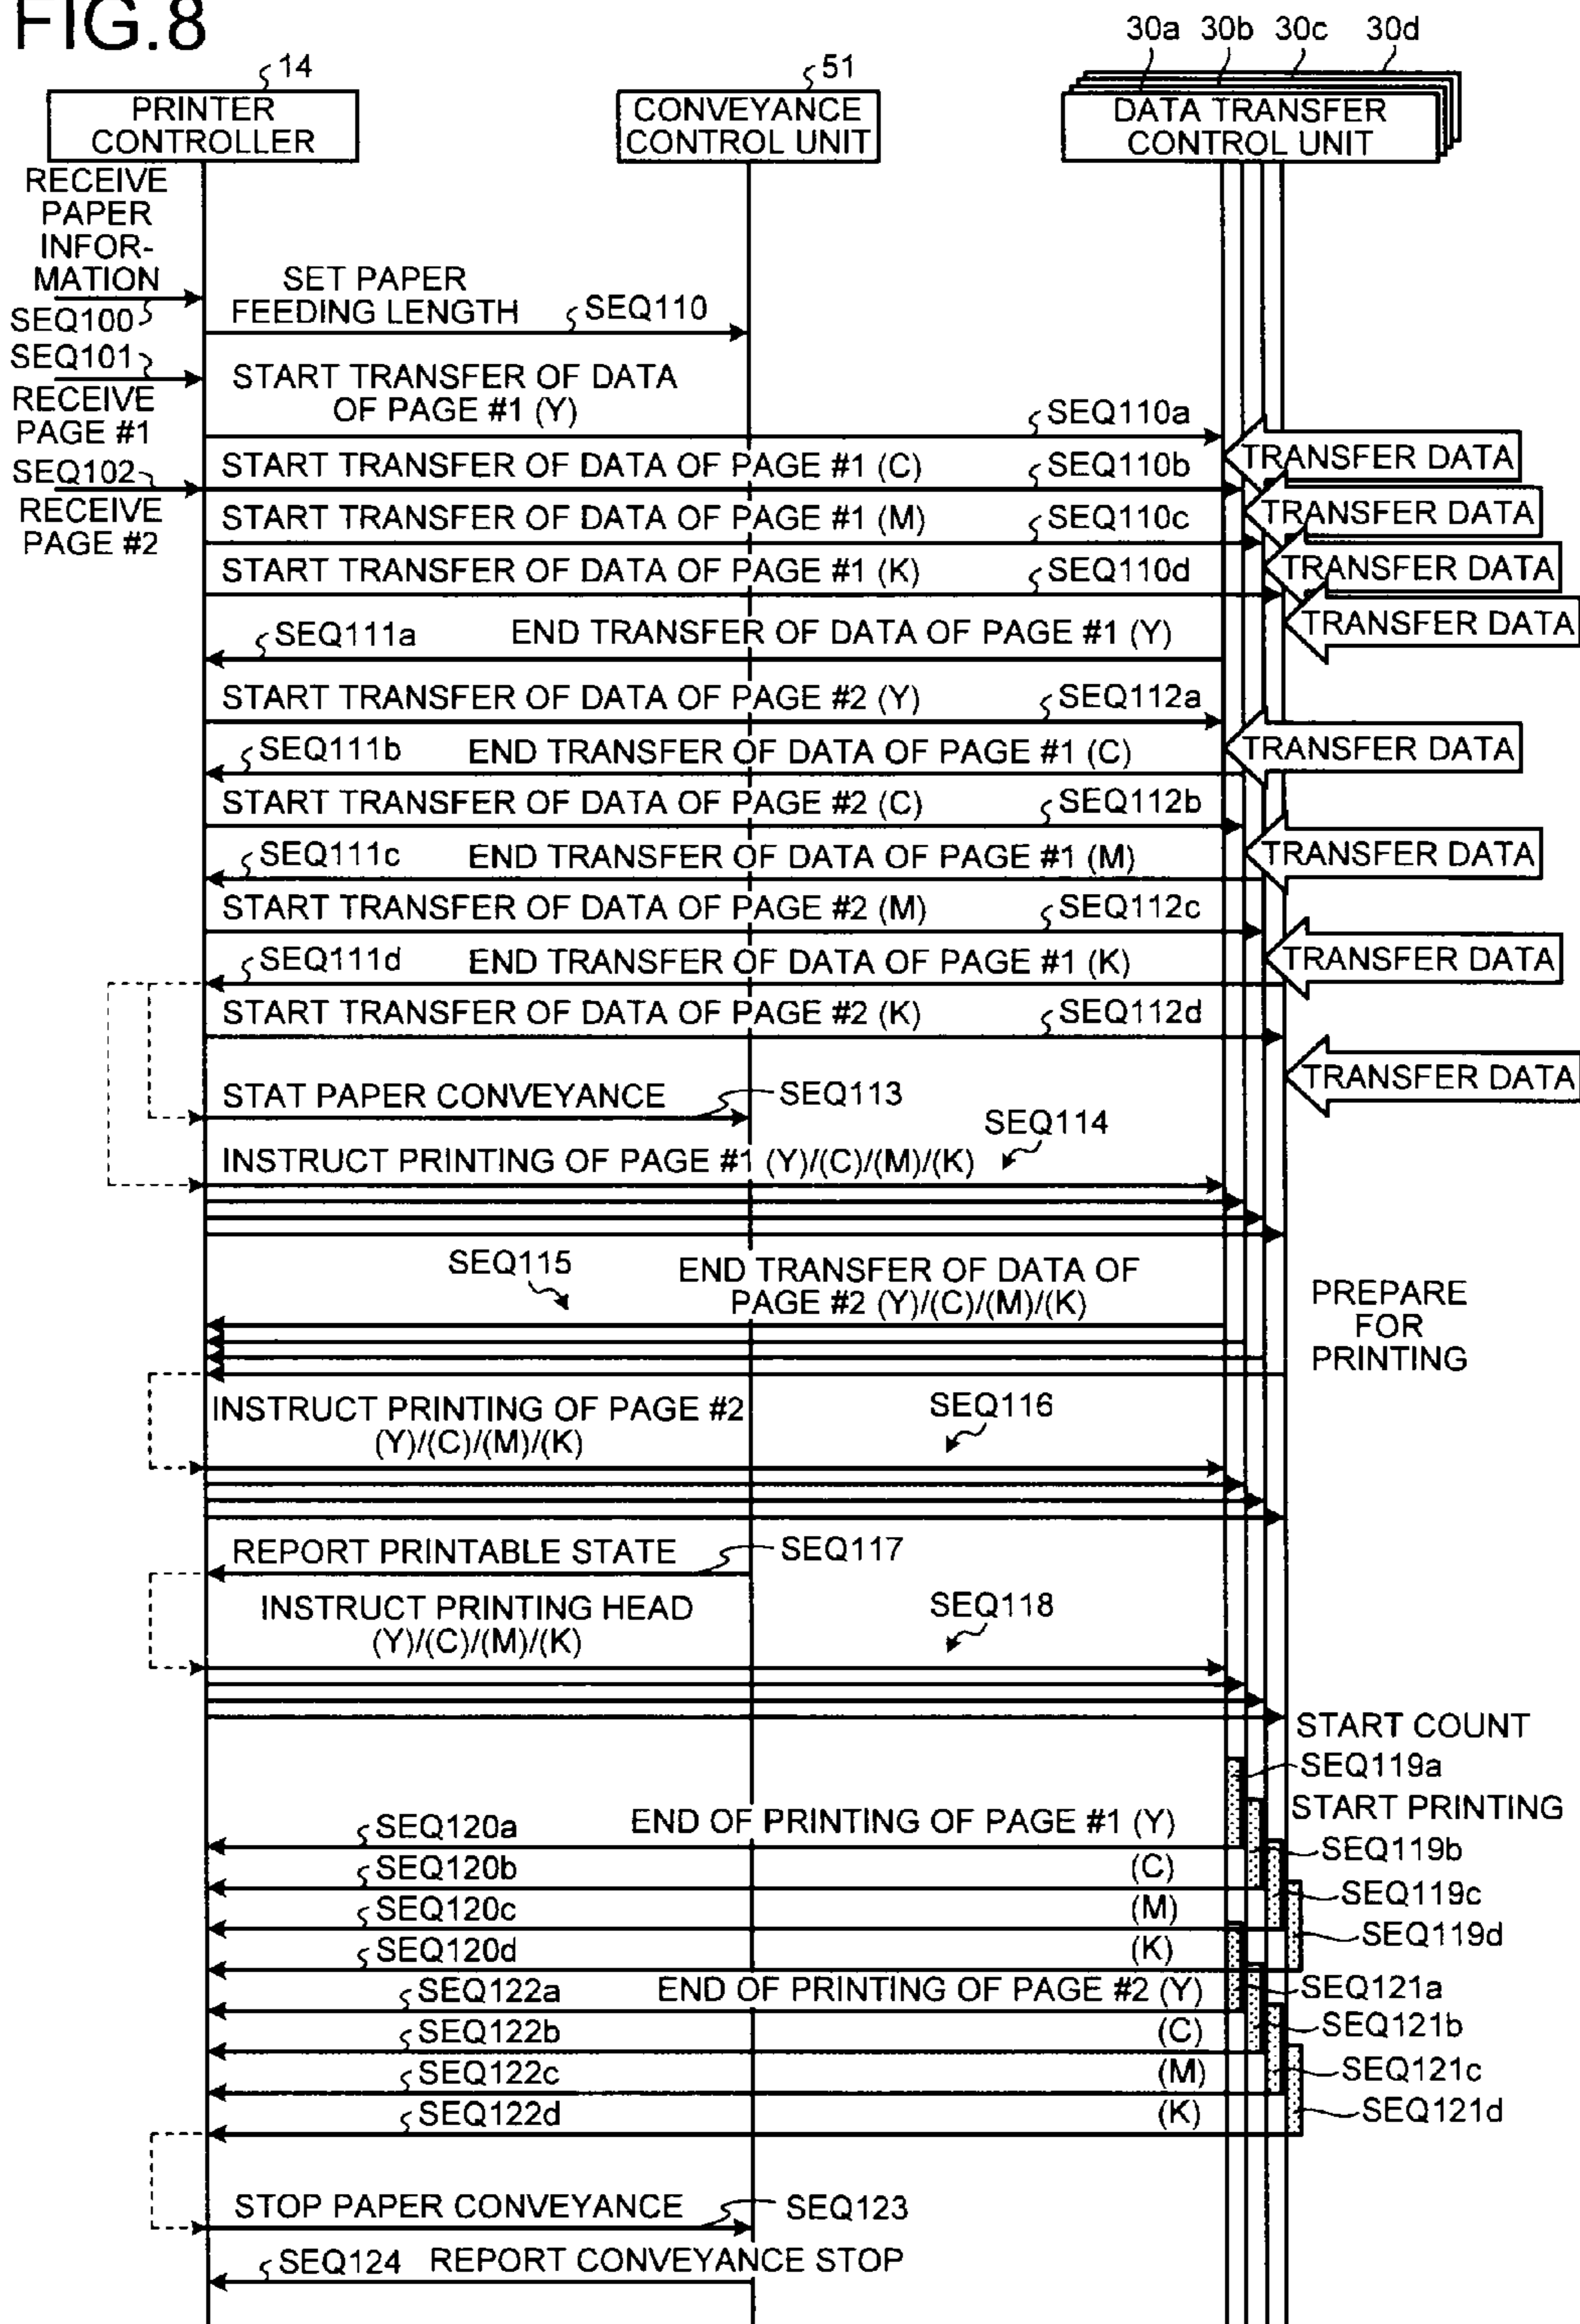 FIG.8
30a 30b 30c 30d
14
51
PRINTER
CONTROLLER
CONVEYANCE
CONTROL UNIT
DATA TRANSFER
CONTROL UNIT
RECEIVE
PAPER
INFOR-
MATION
SEQ100
SET PAPER
FEEDING LENGTH
SEQ110
SEQ101
RECEIVE
PAGE #1
START TRANSFER OF DATA
OF PAGE #1 (Y)
SEQ110a
TRANSFER DATA
SEQ102
RECEIVE
PAGE #2
START TRANSFER OF DATA OF PAGE #1 (C)
SEQ110b
TRANSFER DATA
START TRANSFER OF DATA OF PAGE #1 (M)
SEQ110c
TRANSFER DATA
START TRANSFER OF DATA OF PAGE #1 (K)
SEQ110d
TRANSFER DATA
SEQ111a
END TRANSFER OF DATA OF PAGE #1 (Y)
START TRANSFER OF DATA OF PAGE #2 (Y)
SEQ112a
TRANSFER DATA
SEQ111b
END TRANSFER OF DATA OF PAGE #1 (C)
START TRANSFER OF DATA OF PAGE #2 (C)
SEQ112b
TRANSFER DATA
SEQ111c
END TRANSFER OF DATA OF PAGE #1 (M)
START TRANSFER OF DATA OF PAGE #2 (M)
SEQ112c
TRANSFER DATA
SEQ111d
END TRANSFER OF DATA OF PAGE #1 (K)
START TRANSFER OF DATA OF PAGE #2 (K)
SEQ112d
TRANSFER DATA
STAT PAPER CONVEYANCE
SEQ113
SEQ114
INSTRUCT PRINTING OF PAGE #1 (Y)/(C)/(M)/(K)
SEQ115
END TRANSFER OF DATA OF
PAGE #2 (Y)/(C)/(M)/(K)
PREPARE
FOR
PRINTING
INSTRUCT PRINTING OF PAGE #2
(Y)/(C)/(M)/(K)
SEQ116
REPORT PRINTABLE STATE
SEQ117
INSTRUCT PRINTING HEAD
(Y)/(C)/(M)/(K)
SEQ118
START COUNT
SEQ119a
START PRINTING
SEQ120a
END OF PRINTING OF PAGE #1 (Y)
SEQ119b
SEQ120b
(C)
SEQ119c
SEQ120c
(M)
SEQ119d
SEQ120d
(K)
SEQ122a
END OF PRINTING OF PAGE #2 (Y)
SEQ121a
SEQ122b
(C)
SEQ121b
SEQ122c
(M)
SEQ121c
SEQ122d
(K)
SEQ121d
STOP PAPER CONVEYANCE
SEQ123
SEQ124
REPORT CONVEYANCE STOP